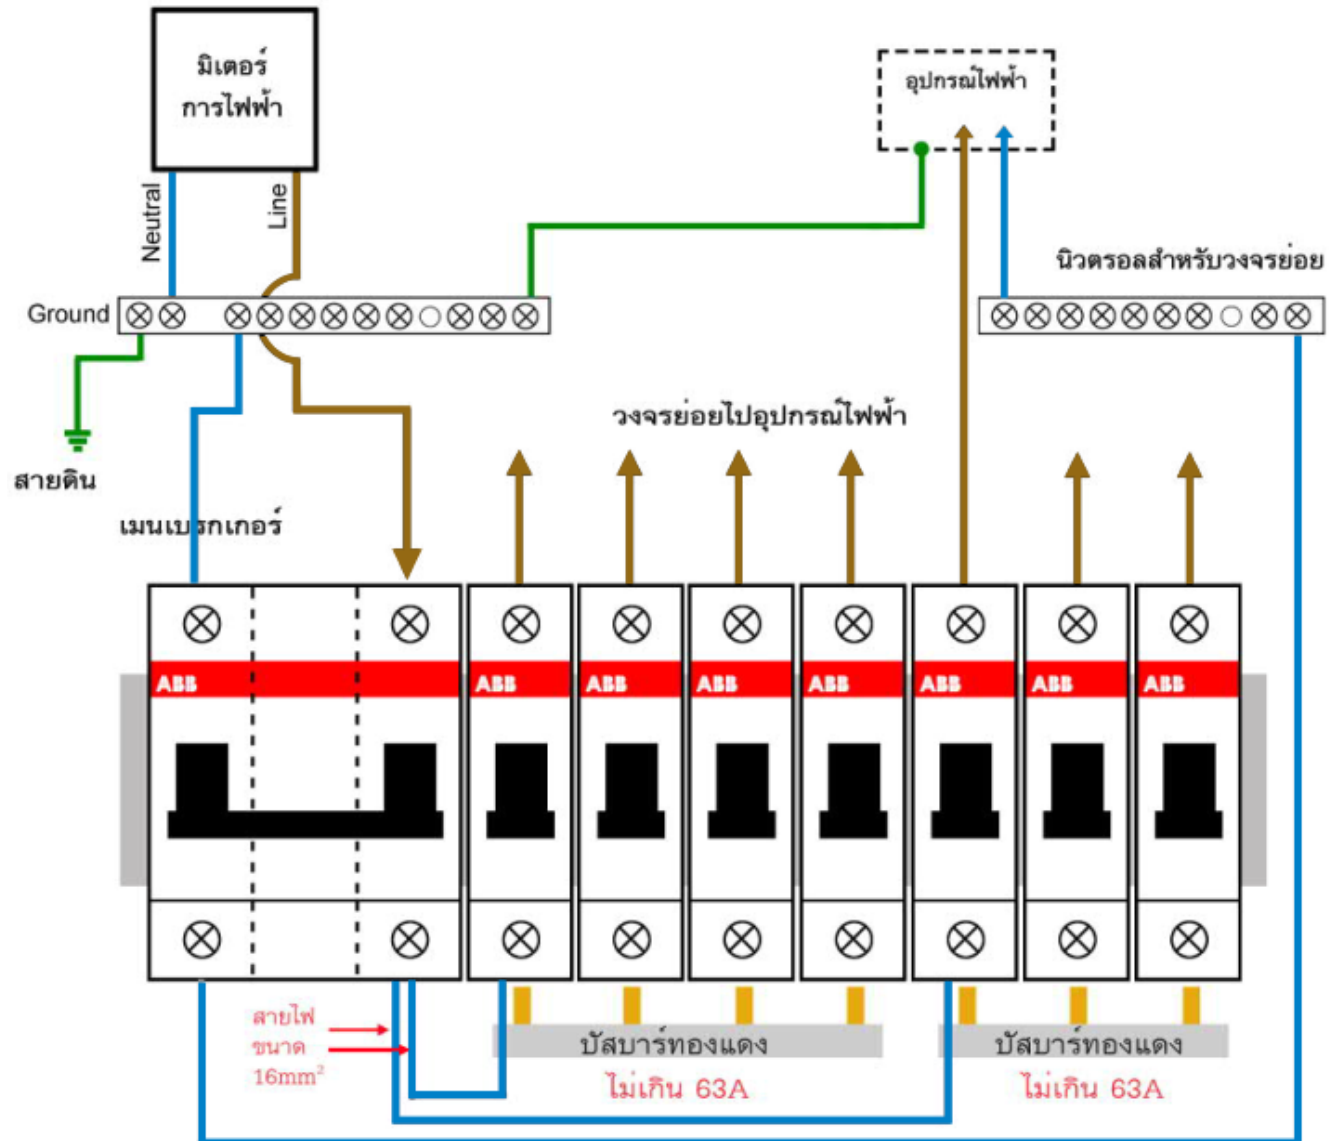 มิเตอร์
การไฟฟ้า
อุปกรณ์ไฟฟ้า
Neutral
Line
นิวตรอลสำหรับวงจรย่อย
Ground
วงจรย่อยไปอุปกรณ์ไฟฟ้า
สายดิน
เมนเบรกเกอร์
ABB
ABB
ABB
ABB
ABB
ABB
ABB
ABB
สายไฟ
ขนาด
16mm²
บัสบาร์ทองแดง
บัสบาร์ทองแดง
ไม่เกิน 63A
ไม่เกิน 63A